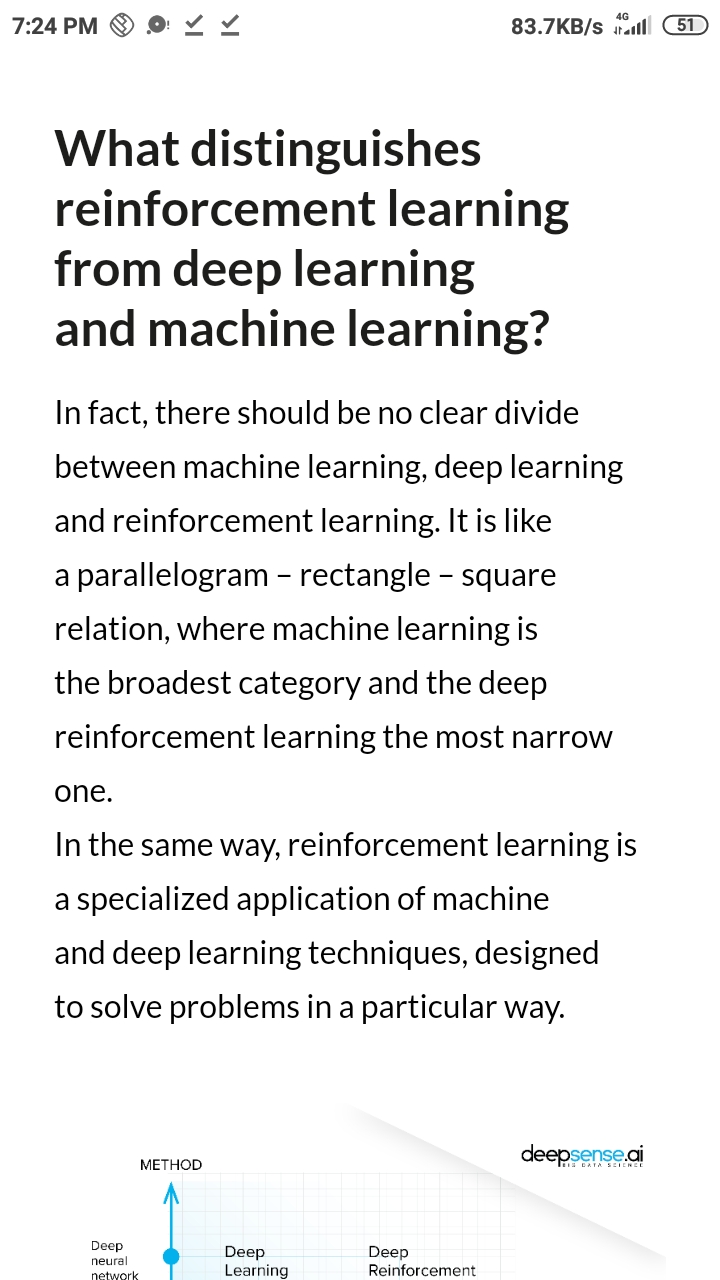 7:24 PM 83.7KB/s 4G 51
What distinguishes
reinforcement learning
from deep learning
and machine learning?
In fact, there should be no clear divide
between machine learning, deep learning
and reinforcement learning. It is like
a parallelogram – rectangle – square
relation, where machine learning is
the broadest category and the deep
reinforcement learning the most narrow
one.
In the same way, reinforcement learning is
a specialized application of machine
and deep learning techniques, designed
to solve problems in a particular way.
deepsense.ai
BIG DATA SCIENCE
METHOD
Deep
neural
network
Deep
Learning
Deep
Reinforcement